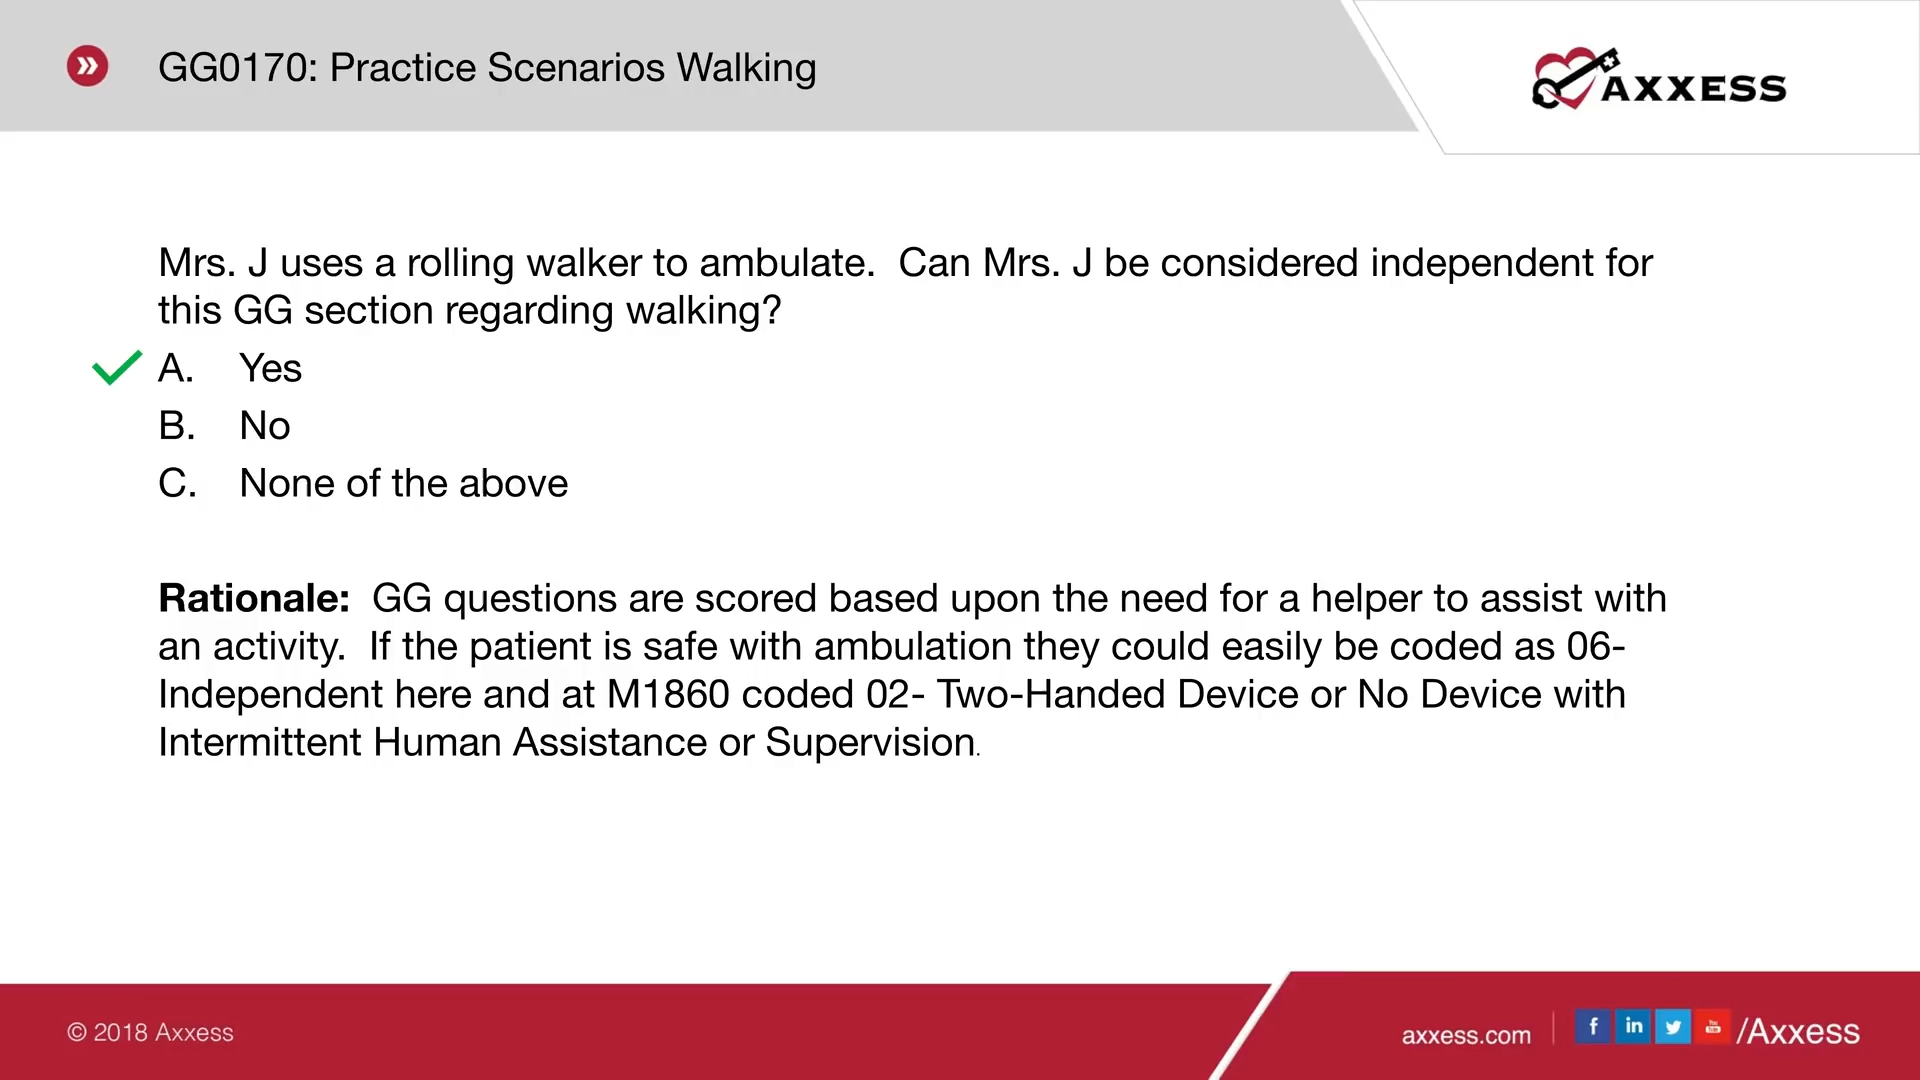 GG0170: Practice Scenarios Walking
AXXESS
Mrs. J uses a rolling walker to ambulate.  Can Mrs. J be considered independent for
this GG section regarding walking?
A. Yes
B. No
C. None of the above
Rationale:  GG questions are scored based upon the need for a helper to assist with
an activity.  If the patient is safe with ambulation they could easily be coded as 06-
Independent here and at M1860 coded 02- Two-Handed Device or No Device with
Intermittent Human Assistance or Supervision.
© 2018 Axxess
axxess.com
/Axxess